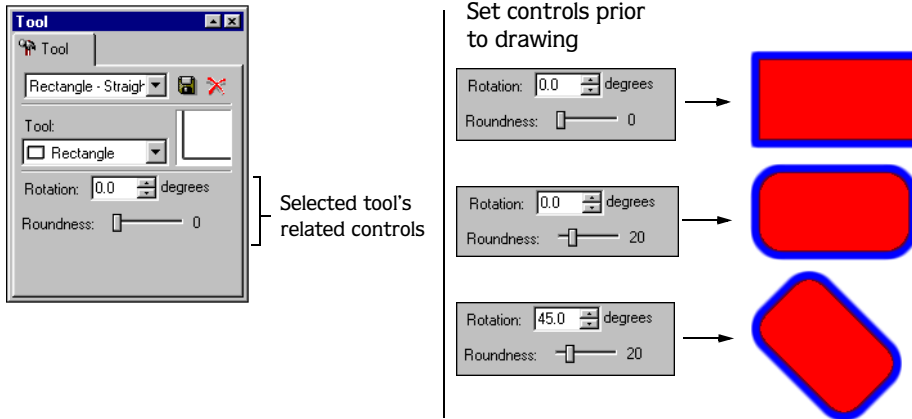 Tool
Tool
Rectangle - Straigh
Tool:
Rectangle
Rotation: 0.0 degrees
Roundness: 0
Selected tool's
related controls
Set controls prior
to drawing
Rotation: 0.0 degrees
Roundness: 0
Rotation: 0.0 degrees
Roundness: 20
Rotation: 45.0 degrees
Roundness: 20